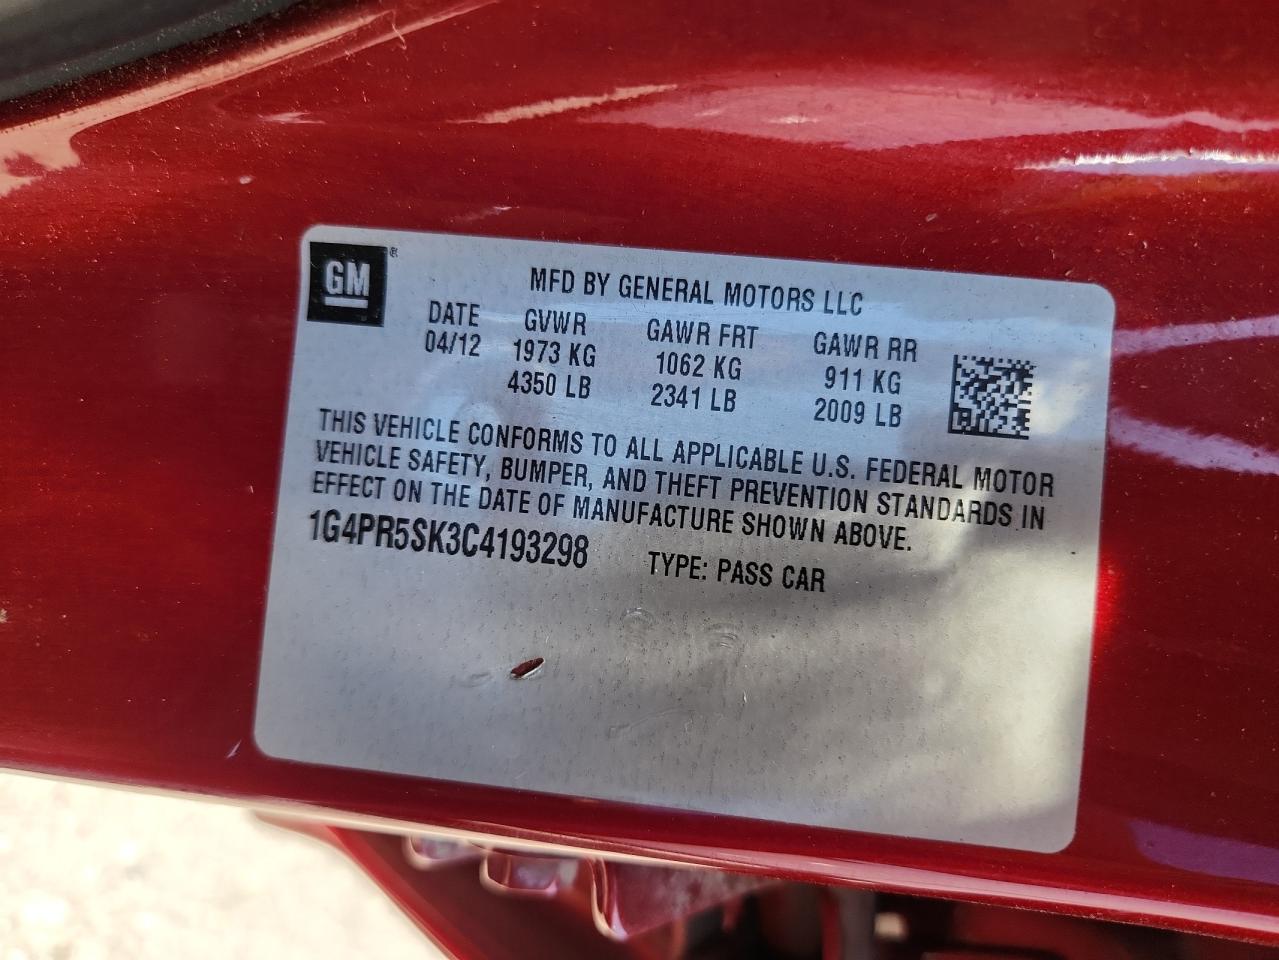 GM®
MFD BY GENERAL MOTORS LLC
DATE GVWR GAWR FRT GAWR RR
04/12 1973 KG 1062 KG 911 KG
4350 LB 2341 LB 2009 LB
THIS VEHICLE CONFORMS TO ALL APPLICABLE U.S. FEDERAL MOTOR
VEHICLE SAFETY, BUMPER, AND THEFT PREVENTION STANDARDS IN
EFFECT ON THE DATE OF MANUFACTURE SHOWN ABOVE.
1G4PR5SK3C4193298 TYPE: PASS CAR